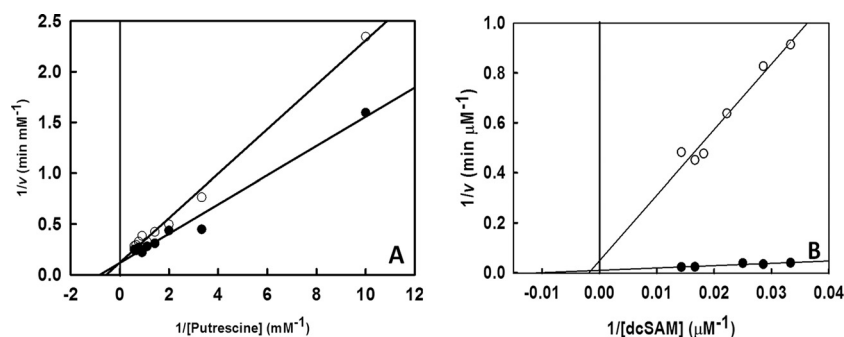 2.5
2.0
1.5
1.0
0.5
0.0
1/v (min mM⁻¹)
-2 0 2 4 6 8 10 12
1/[Putrescine] (mM⁻¹)
A
1.0
0.8
0.6
0.4
0.2
0.0
1/v (min μM⁻¹)
-0.01 0.00 0.01 0.02 0.03 0.04
1/[dcSAM] (μM⁻¹)
B